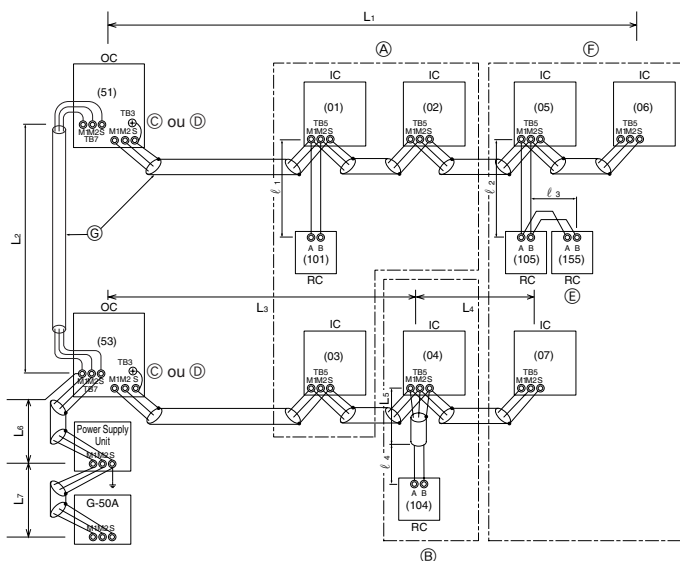 L1
A
F
OC
IC
IC
IC
IC
(51)
(01)
(02)
(05)
(06)
TB3
C ou D
M1M2S
TB7
M1M2S
TB5
M1M2S
TB5
M1M2S
TB5
M1M2S
TB5
M1M2S
ℓ1
ℓ2
ℓ3
L2
G
A B
(101)
RC
A B
(105)
RC
A B
(155)
RC
E
L3
L4
OC
IC
IC
IC
(53)
(03)
(04)
(07)
TB3
C ou D
M1M2S
TB7
M1M2S
TB5
M1M2S
TB5
M1M2S
TB5
M1M2S
L5
ℓ4
L6
Power Supply
Unit
M1M2S
A B
(104)
RC
L7
G-50A
M1M2S
B